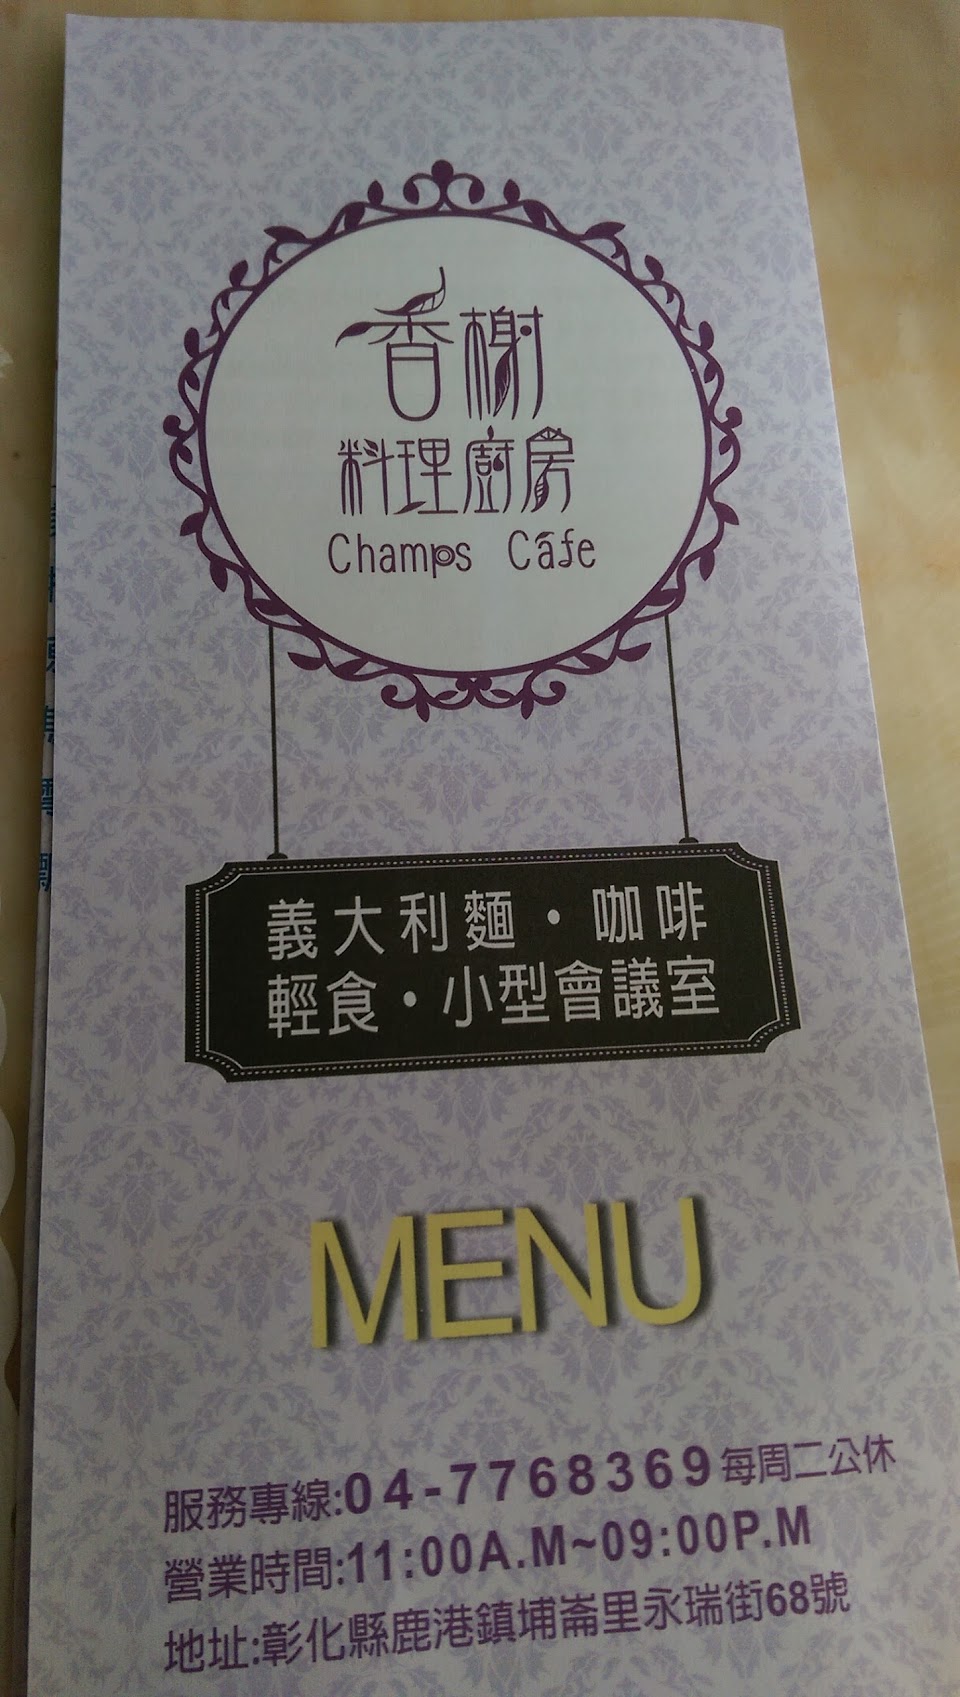 香榭
料理廚房
Champs Cafe
義大利麵・咖啡
輕食・小型會議室
MENU
服務專線:04-7768369每周二公休
營業時間:11:00A.M~09:00P.M
地址:彰化縣鹿港鎮埔崙里永瑞街68號